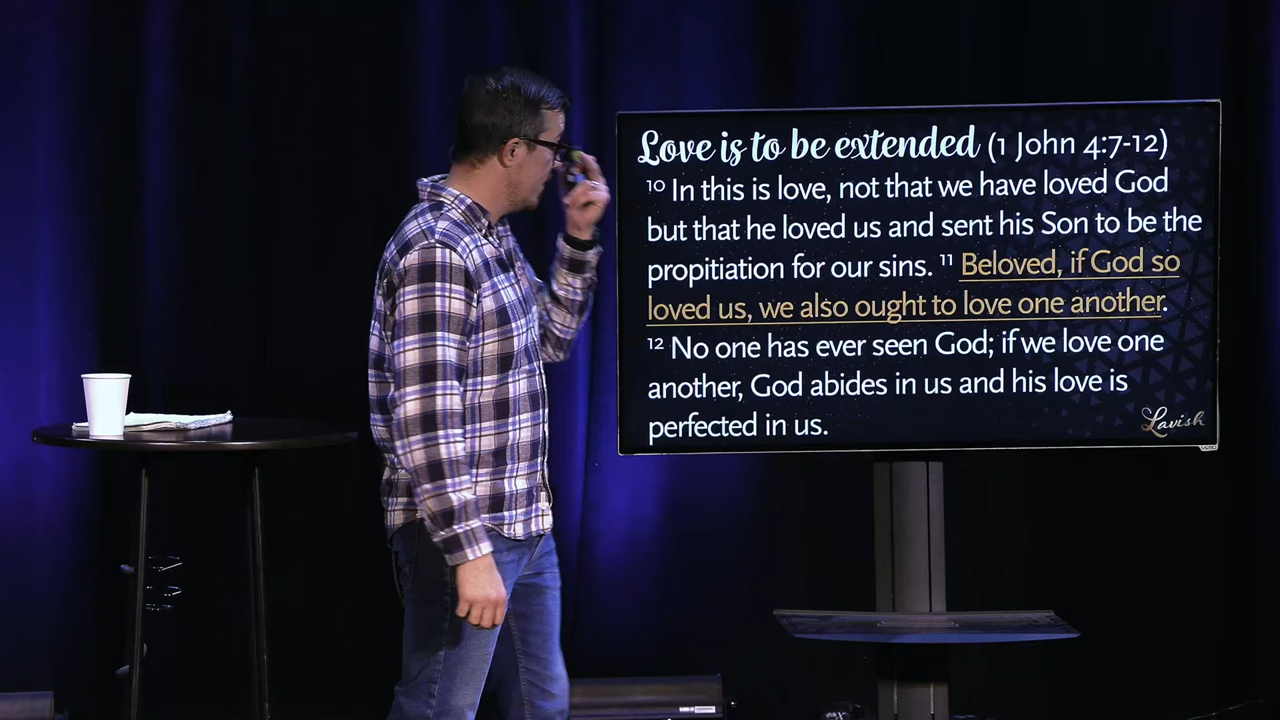 Love is to be extended (1 John 4:7-12)
¹⁰ In this is love, not that we have loved God
but that he loved us and sent his Son to be the
propitiation for our sins. ¹¹ Beloved, if God so
loved us, we also ought to love one another.
¹² No one has ever seen God; if we love one
another, God abides in us and his love is
perfected in us.
Lavish